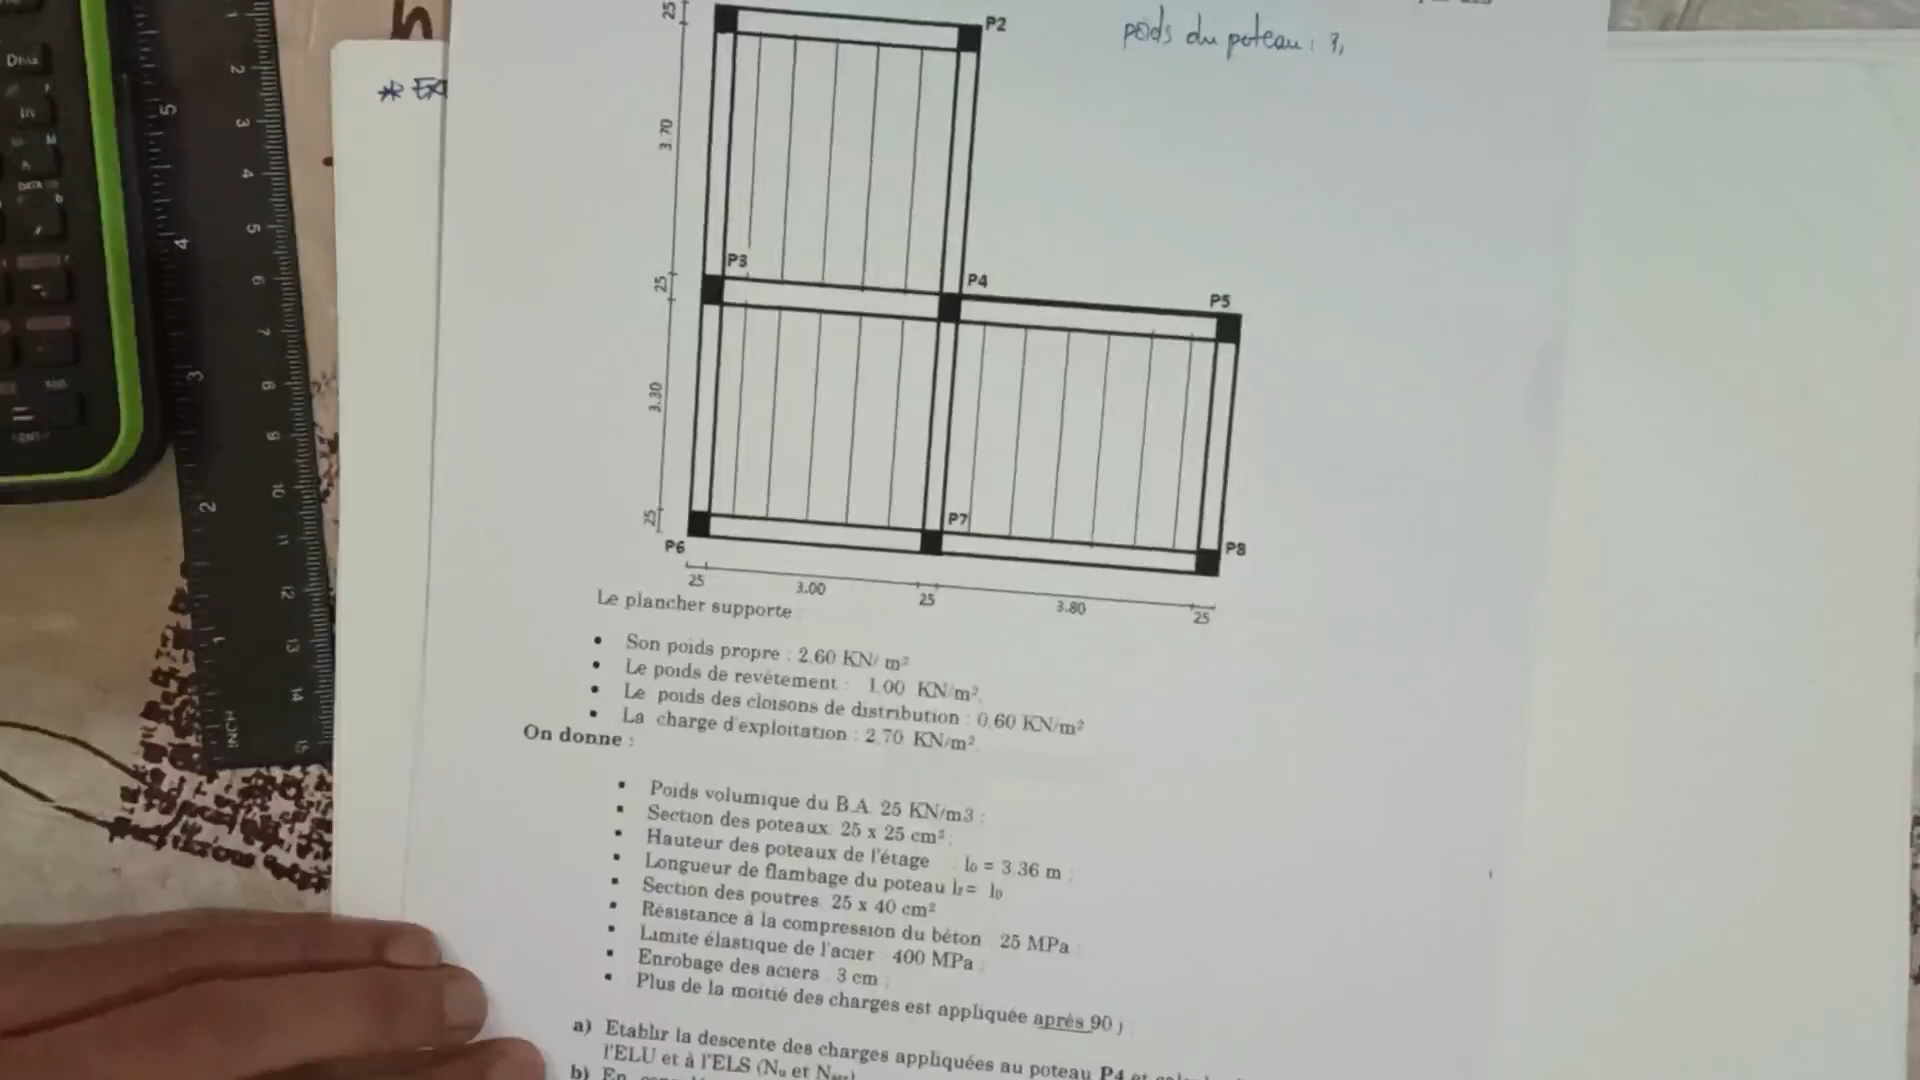 25
P2
poids du poteau : 3,
* EX
3.70
P3
P4
25
P5
3.30
P7
25
P6
P8
25
3.00
25
3.80
25
Le plancher supporte :
• Son poids propre : 2.60 KN/ m²
• Le poids de revêtement : 1.00 KN/m²,
• Le poids des cloisons de distribution : 0.60 KN/m²
• La charge d'exploitation : 2.70 KN/m²
On donne :
• Poids volumique du B.A. 25 KN/m3 ;
• Section des poteaux 25 x 25 cm² ;
• Hauteur des poteaux de l'étage : l₀ = 3.36 m ;
• Longueur de flambage du poteau lf = l₀
• Section des poutres 25 x 40 cm²
• Résistance à la compression du béton : 25 MPa ;
• Limite élastique de l'acier : 400 MPa ;
• Enrobage des aciers : 3 cm ;
• Plus de la moitié des charges est appliquée après 90 j
a) Etablir la descente des charges appliquées au poteau P4 et
l'ELU et à l'ELS (Nu et
b) En